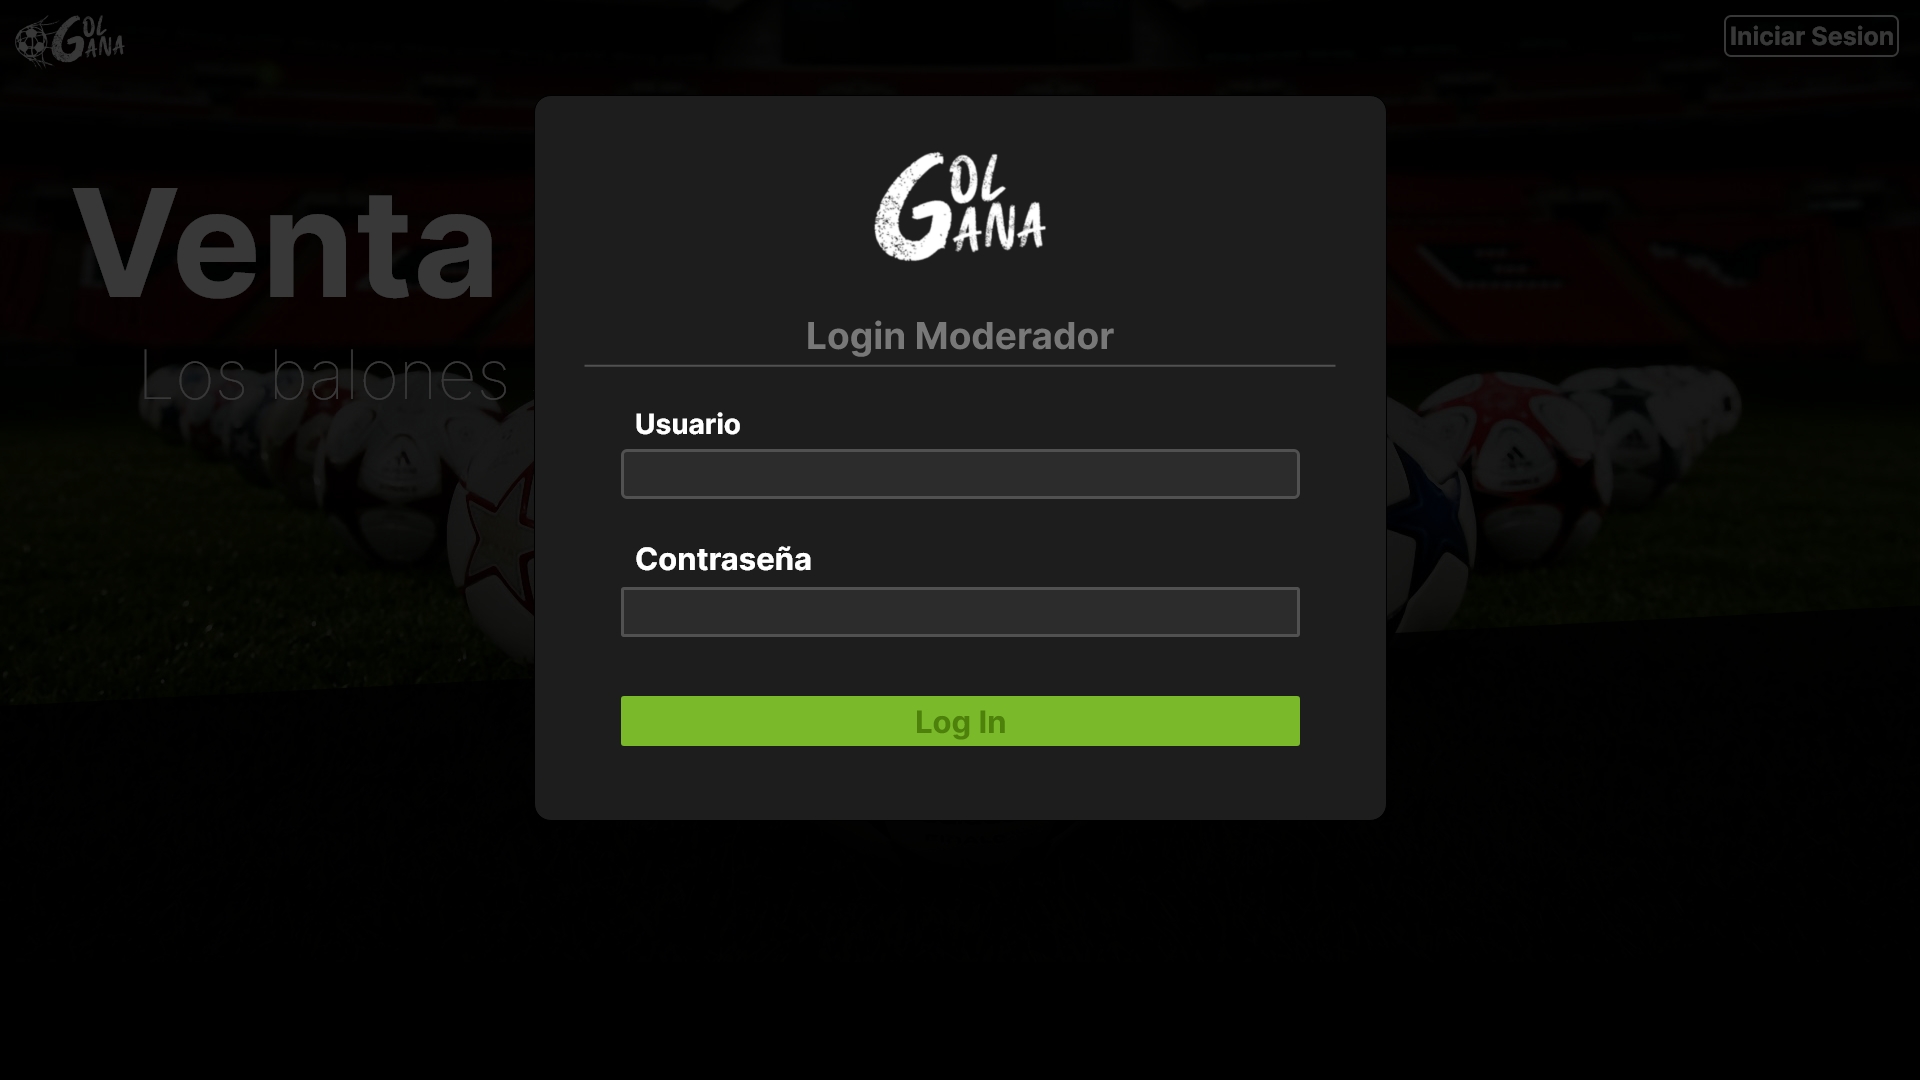 GOL
GANA
Iniciar Sesion
GOL
GANA
Venta
Los balones
Login Moderador
Usuario
Contraseña
Log In